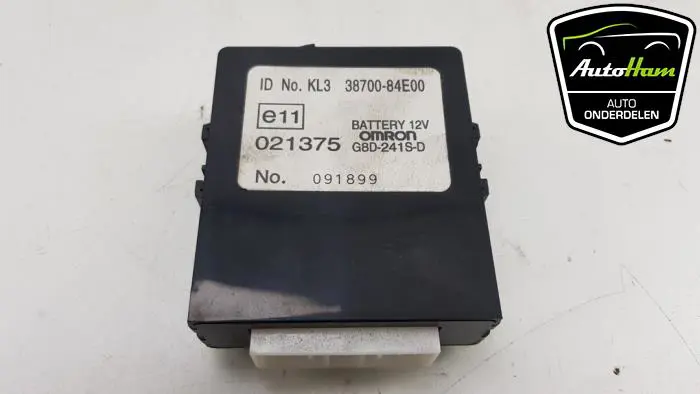 ID No. KL3 38700-84E00
e11
BATTERY 12V
OMRON
021375 G8D-241S-D
No. 091899
AutoHam
AUTO
ONDERDELEN